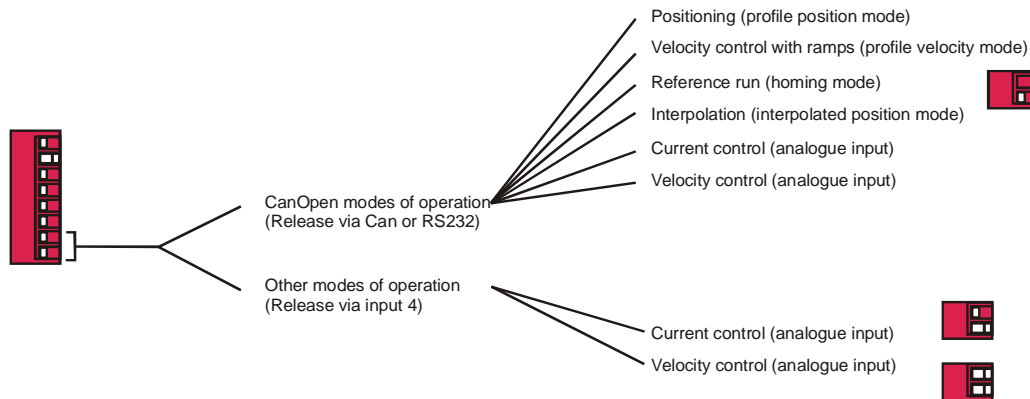 Positioning (profile position mode)
Velocity control with ramps (profile velocity mode)
Reference run (homing mode)
Interpolation (interpolated position mode)
Current control (analogue input)
Velocity control (analogue input)
CanOpen modes of operation
(Release via Can or RS232)
Other modes of operation
(Release via input 4)
Current control (analogue input)
Velocity control (analogue input)